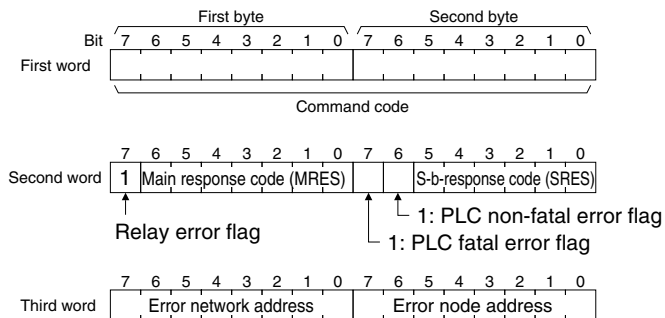 First byte Second byte
Bit 7 6 5 4 3 2 1 0 7 6 5 4 3 2 1 0
First word
Command code
7 6 5 4 3 2 1 0 7 6 5 4 3 2 1 0
Second word 1 Main response code (MRES) S-b-response code (SRES)
1: PLC non-fatal error flag
Relay error flag
1: PLC fatal error flag
7 6 5 4 3 2 1 0 7 6 5 4 3 2 1 0
Third word Error network address Error node address